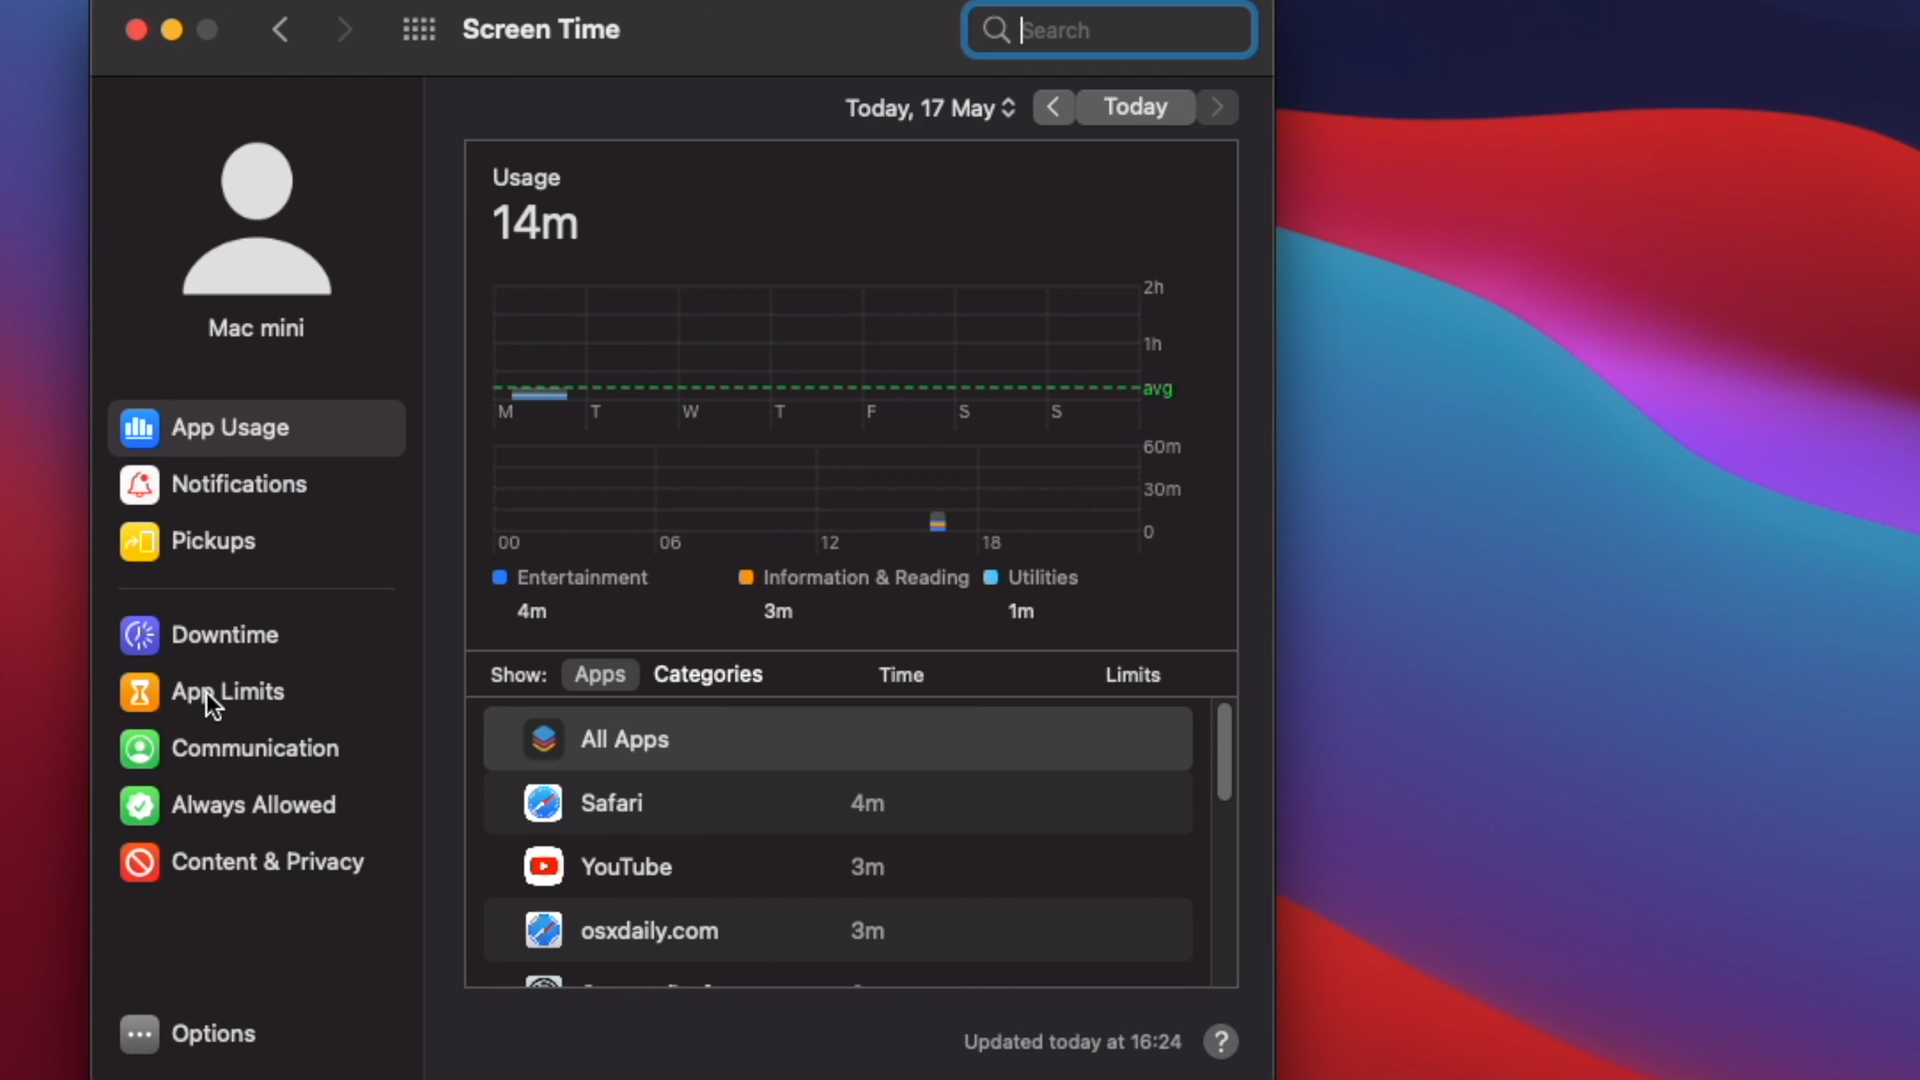 Screen Time
Search
Today, 17 May
Today
Mac mini
App Usage
Notifications
Pickups
Downtime
App Limits
Communication
Always Allowed
Content & Privacy
Options
Usage
14m
2h
1h
avg
M T W T F S S
60m
30m
0
00 06 12 18
Entertainment Information & Reading Utilities
4m 3m 1m
Show: Apps Categories Time Limits
All Apps
Safari 4m
YouTube 3m
osxdaily.com 3m
Updated today at 16:24 ?